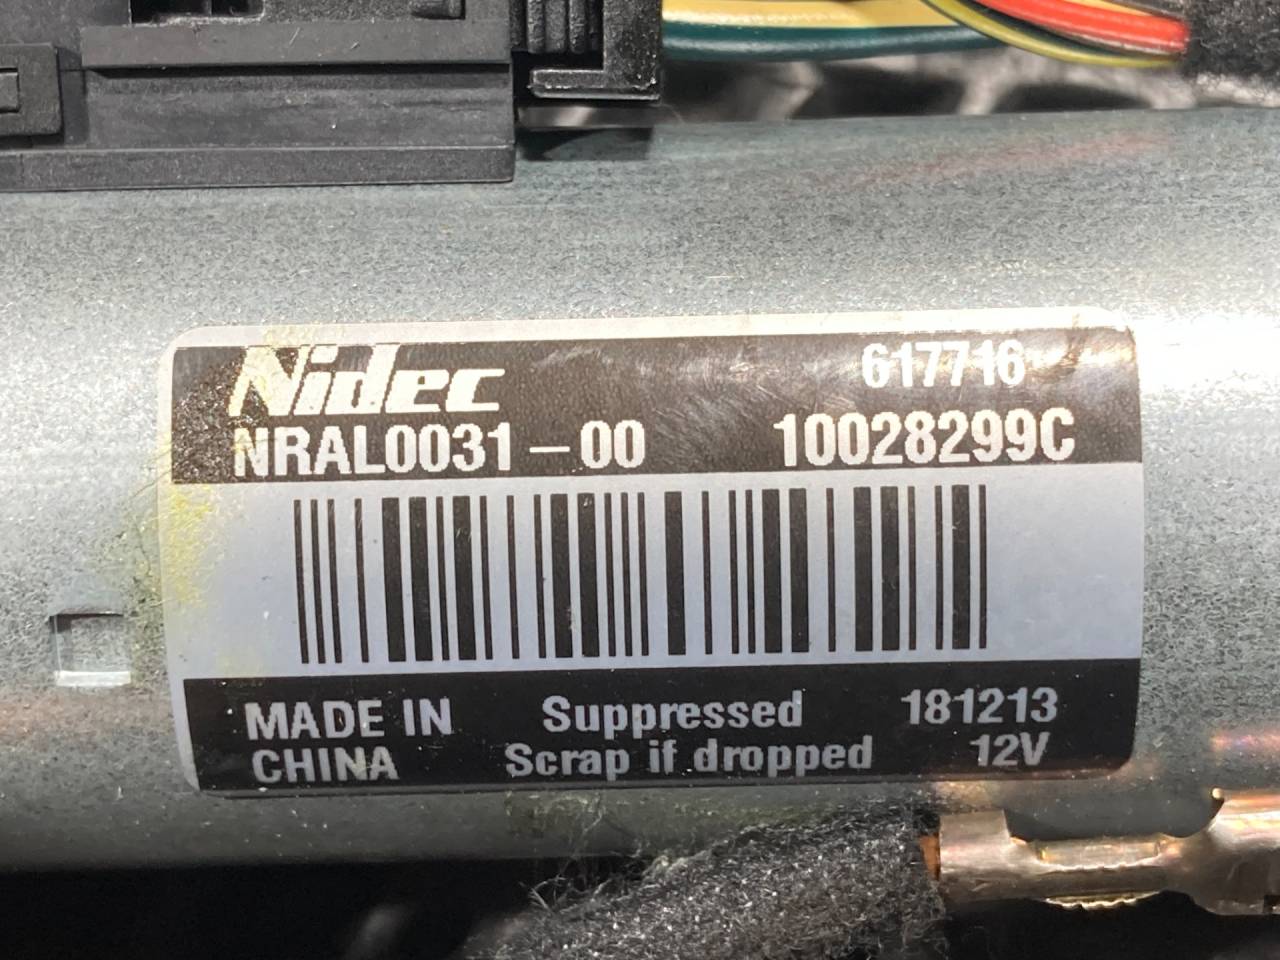 Nidec 617716
NRAL0031-00 10028299C
MADE IN Suppressed 181213
CHINA Scrap if dropped 12V